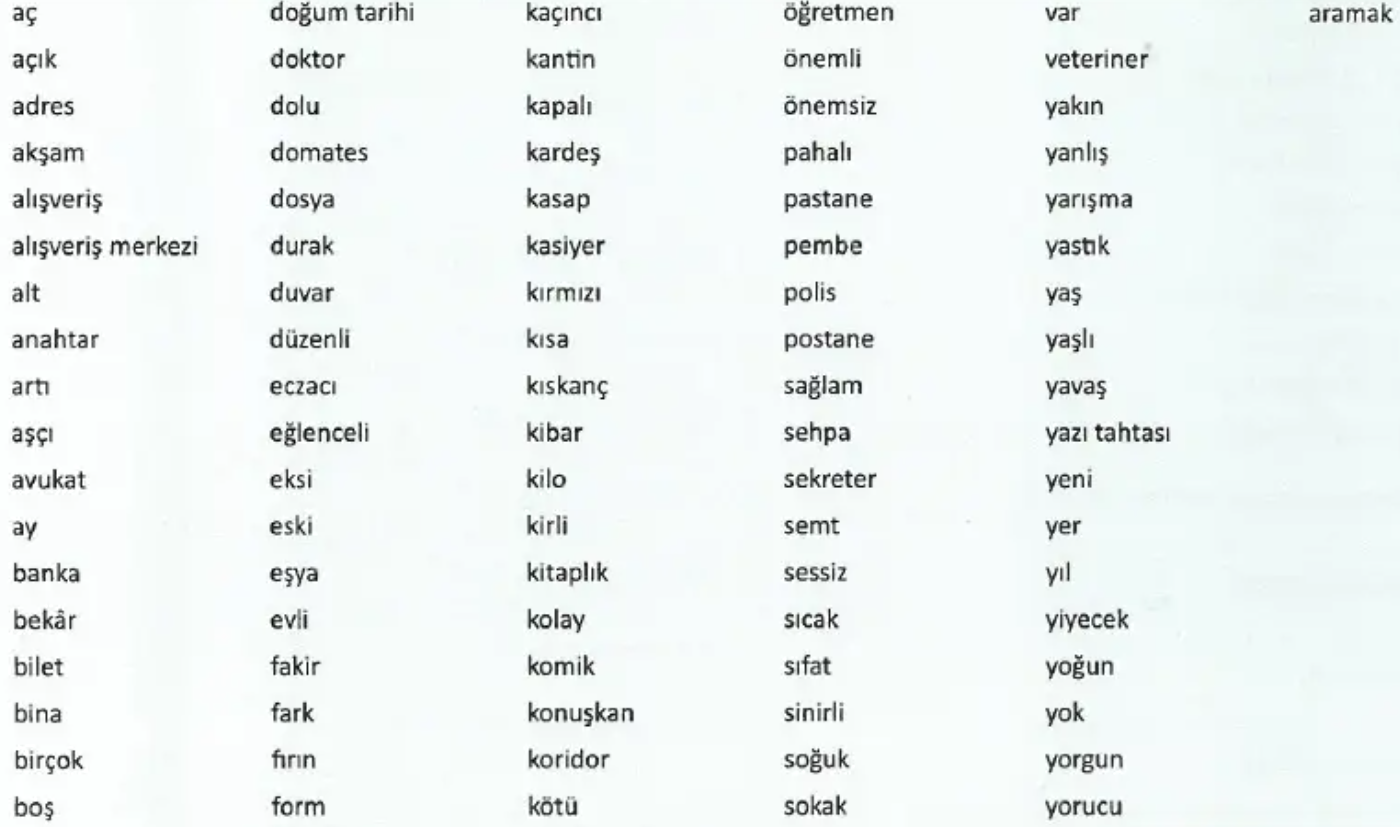 aç
açık
adres
akşam
alışveriş
alışveriş merkezi
alt
anahtar
artı
aşçı
avukat
ay
banka
bekâr
bilet
bina
birçok
boş
doğum tarihi
doktor
dolu
domates
dosya
durak
duvar
düzenli
eczacı
eğlenceli
eksi
eski
eşya
evli
fakir
fark
fırın
form
kaçıncı
kantin
kapalı
kardeş
kasap
kasiyer
kırmızı
kısa
kıskanç
kibar
kilo
kirli
kitaplık
kolay
komik
konuşkan
koridor
kötü
öğretmen
önemli
önemsiz
pahalı
pastane
pembe
polis
postane
sağlam
sehpa
sekreter
semt
sessiz
sıcak
sıfat
sinirli
soğuk
sokak
var
veteriner
yakın
yanlış
yarışma
yastık
yaş
yaşlı
yavaş
yazı tahtası
yeni
yer
yıl
yiyecek
yoğun
yok
yorgun
yorucu
aramak